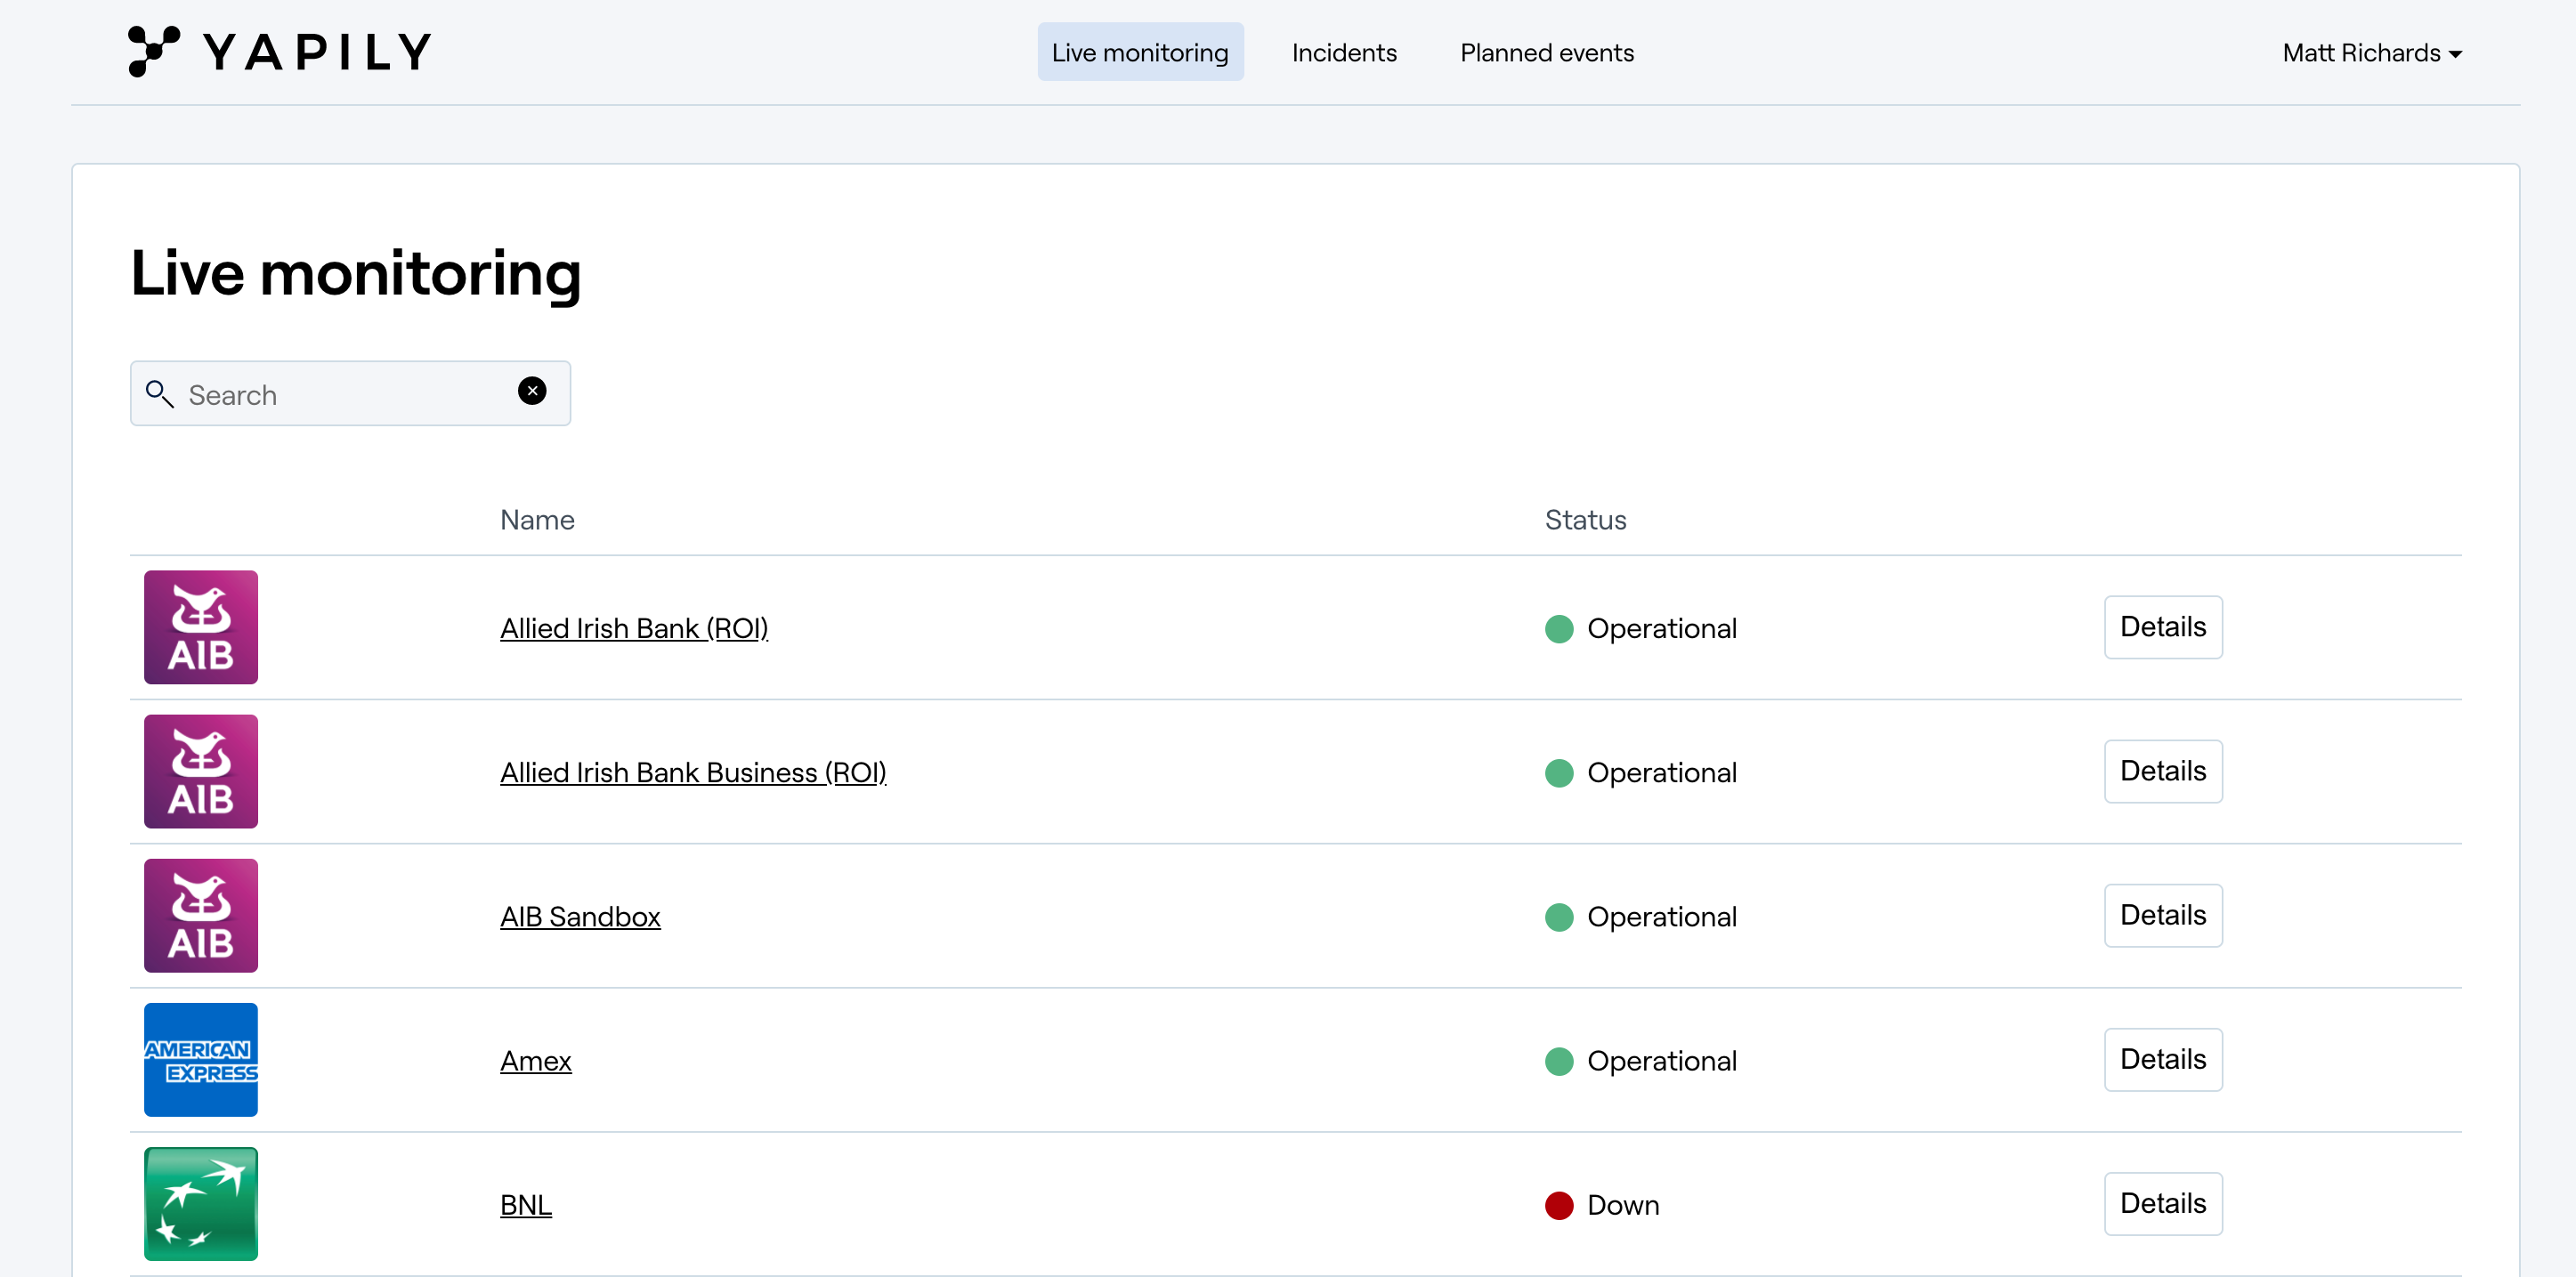 YAPILY
Live monitoring
Incidents
Planned events
Matt Richards
Live monitoring
Search
Name
Status
AIB
Allied Irish Bank (ROI)
Operational
Details
AIB
Allied Irish Bank Business (ROI)
Operational
Details
AIB
AIB Sandbox
Operational
Details
AMERICAN
EXPRESS
Amex
Operational
Details
BNL
Down
Details